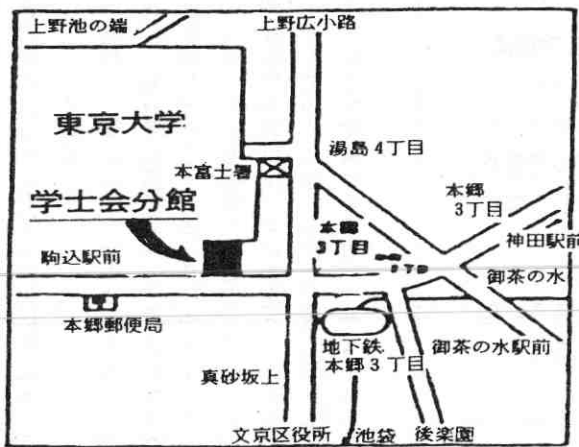 上野池の端
上野広小路
東京大学
湯島4丁目
本富士署
学士会分館
本郷
3丁目
本郷
3丁目
神田駅前
駒込駅前
御茶の水
本郷郵便局
地下鉄
本郷3丁目
御茶の水駅前
真砂坂上
文京区役所
池袋
後楽園